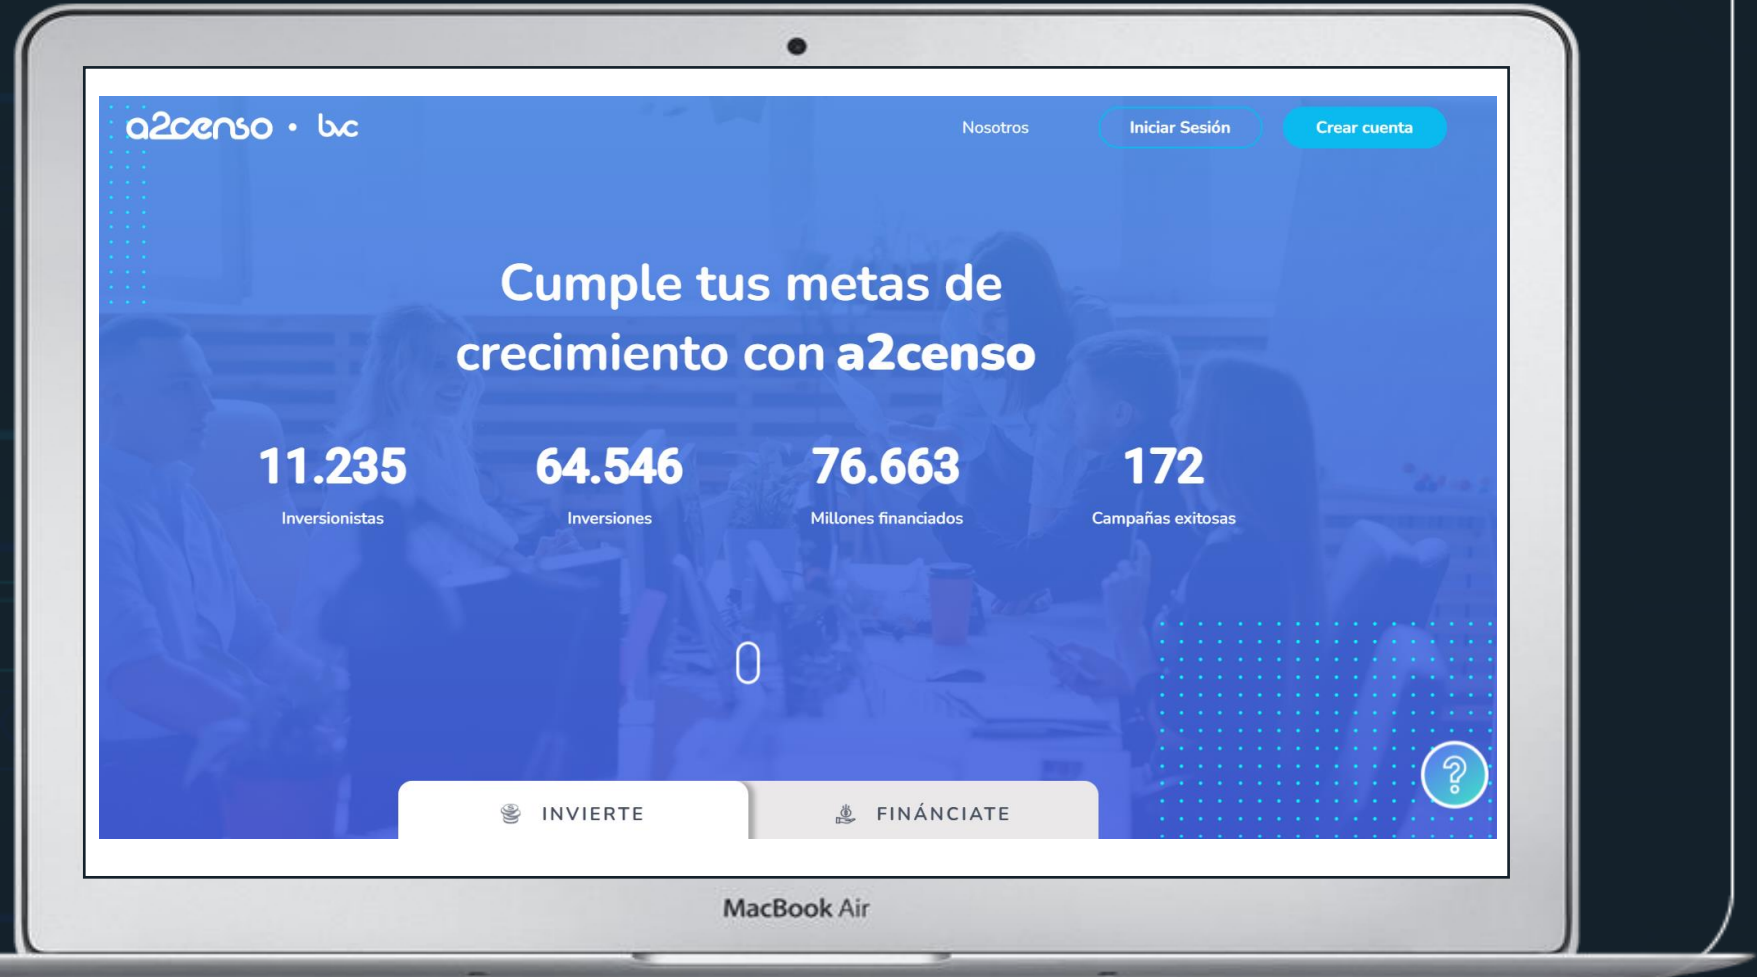 a2censo · bvc
Nosotros
Iniciar Sesión
Crear cuenta
Cumple tus metas de
crecimiento con a2censo
11.235
Inversionistas
64.546
Inversiones
76.663
Millones financiados
172
Campañas exitosas
?
INVIERTE
FINÁNCIATE
MacBook Air